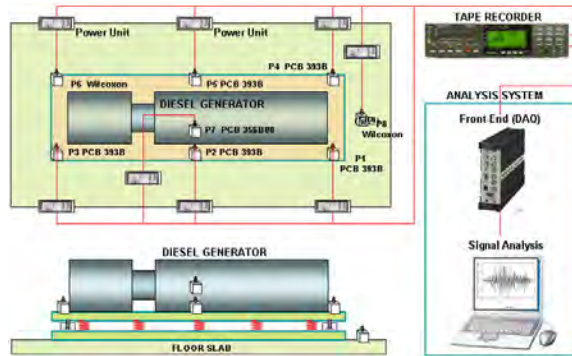 Power Unit
Power Unit
TAPE RECORDER
P4 PCB 393B
P6 Wilcoxon
P5 PCB 393B
DIESEL GENERATOR
P7 PCB 356B08
P8
Wilcoxon
P3 PCB 393B
P2 PCB 393B
P1
PCB 393B
ANALYSIS SYSTEM
Front-End (DAQ)
Signal Analysis
DIESEL GENERATOR
FLOOR SLAB